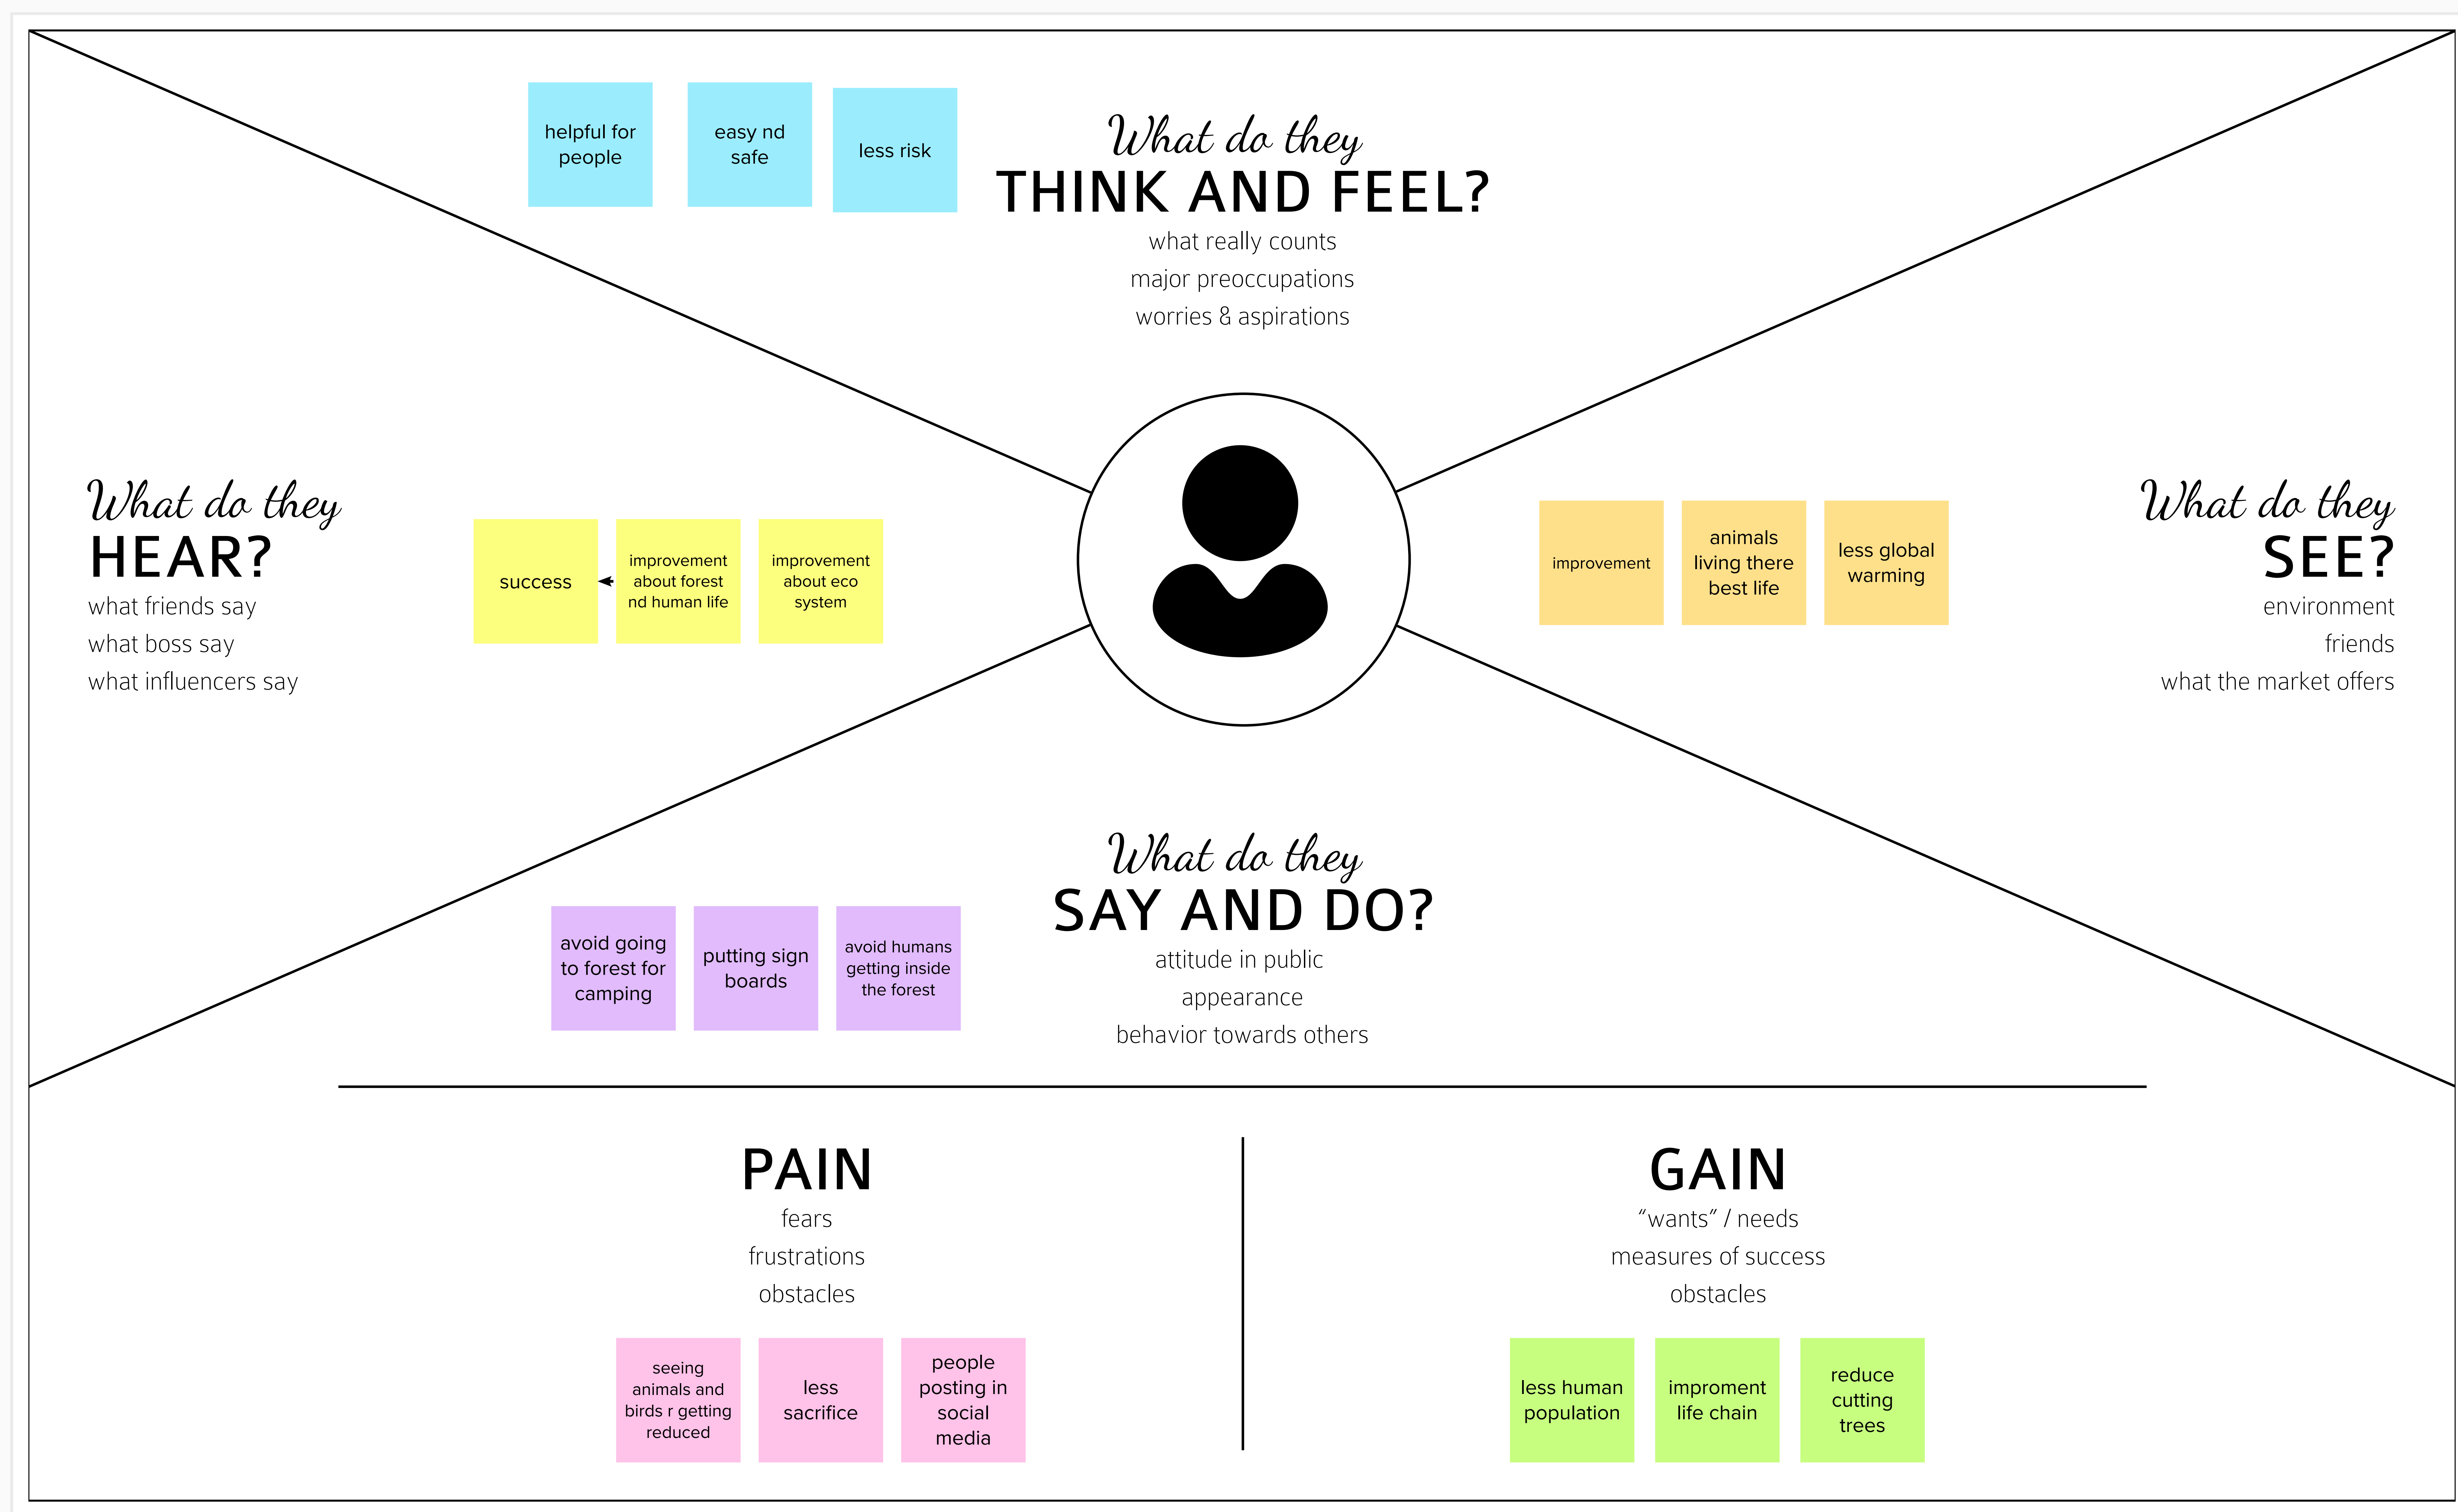 helpful for
people
easy nd
safe
less risk
What do they
THINK AND FEEL?
what really counts
major preoccupations
worries & aspirations
What do they
HEAR?
what friends say
what boss say
what influencers say
success
improvement
about forest
nd human life
improvement
about eco
system
improvement
animals
living there
best life
less global
warming
What do they
SEE?
environment
friends
what the market offers
What do they
SAY AND DO?
attitude in public
appearance
behavior towards others
avoid going
to forest for
camping
putting sign
boards
avoid humans
getting inside
the forest
PAIN
fears
frustrations
obstacles
seeing
animals and
birds r getting
reduced
less
sacrifice
people
posting in
social
media
GAIN
“wants” / needs
measures of success
obstacles
less human
population
improment
life chain
reduce
cutting
trees